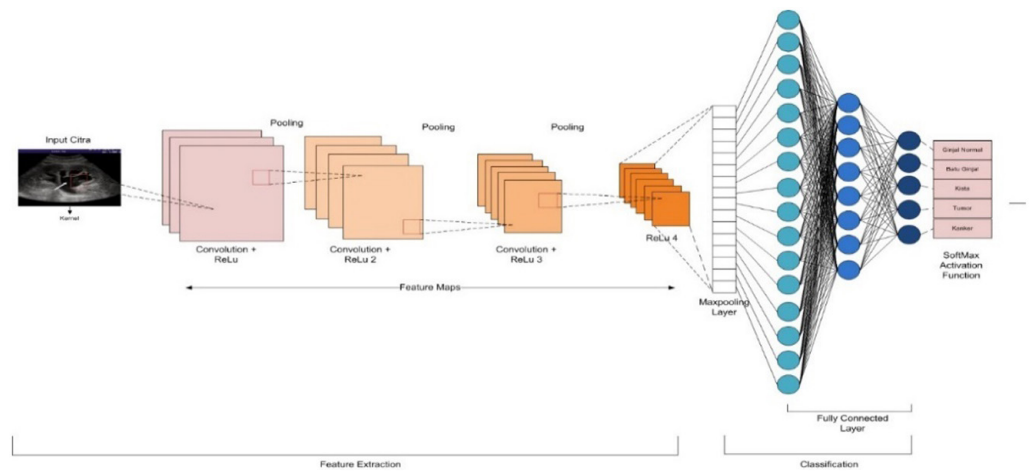 Input Citra
Kernel
Pooling
Pooling
Pooling
Convolution +
ReLu
Convolution +
ReLu 2
Convolution +
ReLu 3
ReLu 4
Feature Maps
Maxpooling
Layer
Ginjal Normal
Batu Ginjal
Kista
Tumor
Kanker
SoftMax
Activation
Function
Fully Connected
Layer
Feature Extraction
Classification